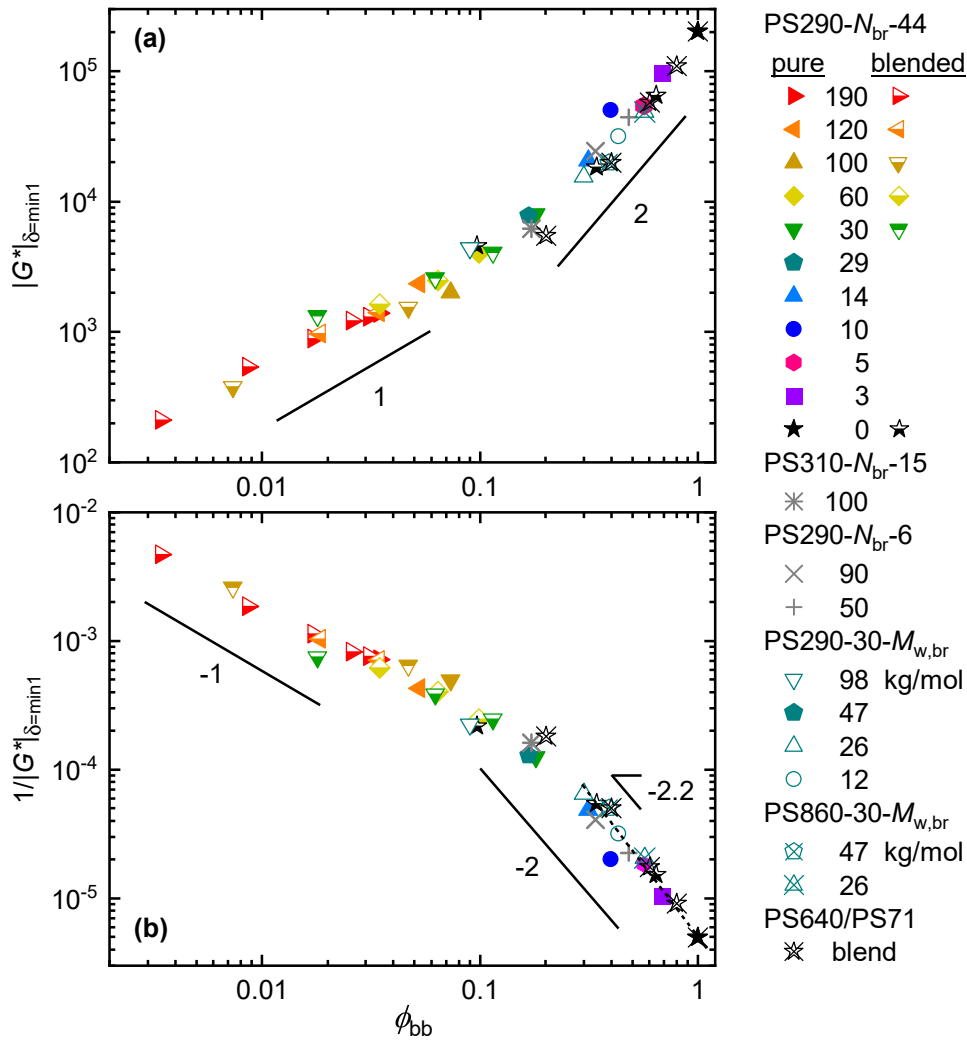 (a)
|G*|δ=min1
10^5
10^4
10^3
10^2
1
2
0.01
0.1
1
(b)
1/|G*|δ=min1
10^-2
10^-3
10^-4
10^-5
-1
-2
-2.2
0.01
0.1
1
ϕbb
PS290-Nbr-44
pure blended
190
120
100
60
30
29
14
10
5
3
0
PS310-Nbr-15
100
PS290-Nbr-6
90
50
PS290-30-Mw,br
98 kg/mol
47
26
12
PS860-30-Mw,br
47 kg/mol
26
PS640/PS71
blend